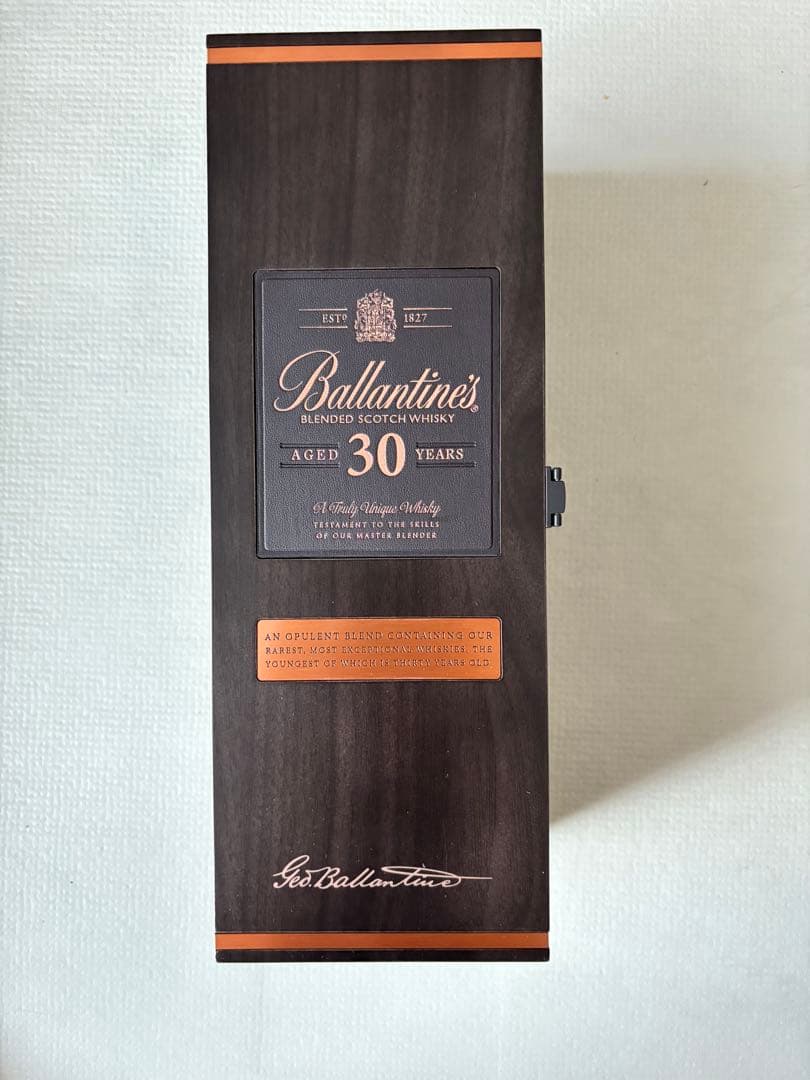 ESTD 1827
Ballantine's
BLENDED SCOTCH WHISKY
AGED 30 YEARS
A Truly Unique Whisky
TESTAMENT TO THE SKILLS
OF OUR MASTER BLENDER
AN OPULENT BLEND CONTAINING OUR
RAREST, MOST EXCEPTIONAL WHISKIES. THE
YOUNGEST OF WHICH IS THIRTY YEARS OLD.
Geo. Ballantine